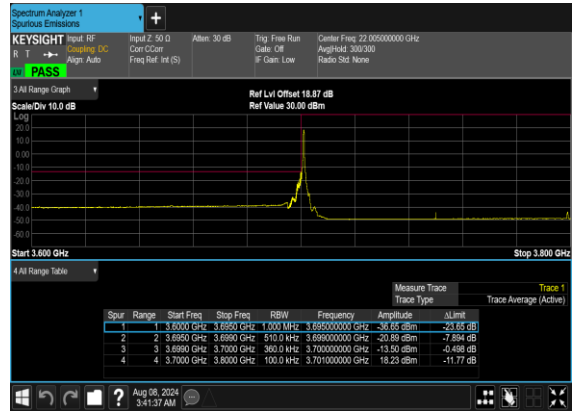 Spectrum Analyzer 1
Spurious Emissions
KEYSIGHT Input: RF Input Z: 50 Ω Atten: 30 dB Trig: Free Run Center Freq: 22.005000000 GHz
R T Coupling: DC Corr CCorr Gate: Off Avg|Hold: 300/300
Align: Auto Freq Ref: Int (S) IF Gain: Low Radio Std: None
PASS
3 All Range Graph
Ref Lvl Offset 18.87 dB
Scale/Div 10.0 dB Ref Value 30.00 dBm
Log
20.0
10.0
0.00
-10.0
-20.0
-30.0
-40.0
-50.0
-60.0
Start 3.600 GHz Stop 3.800 GHz
4 All Range Table
Measure Trace Trace 1
Trace Type Trace Average (Active)
Spur Range Start Freq Stop Freq RBW Frequency Amplitude ΔLimit
1 1 3.6000 GHz 3.6950 GHz 1.000 MHz 3.695000000 GHz -36.65 dBm -23.65 dB
2 2 3.6950 GHz 3.6990 GHz 510.0 kHz 3.699000000 GHz -20.89 dBm -7.894 dB
3 3 3.6990 GHz 3.7000 GHz 360.0 kHz 3.700000000 GHz -13.50 dBm -0.498 dB
4 4 3.7000 GHz 3.8000 GHz 100.0 kHz 3.701000000 GHz 18.23 dBm -11.77 dB
Aug 08, 2024
3:41:37 AM